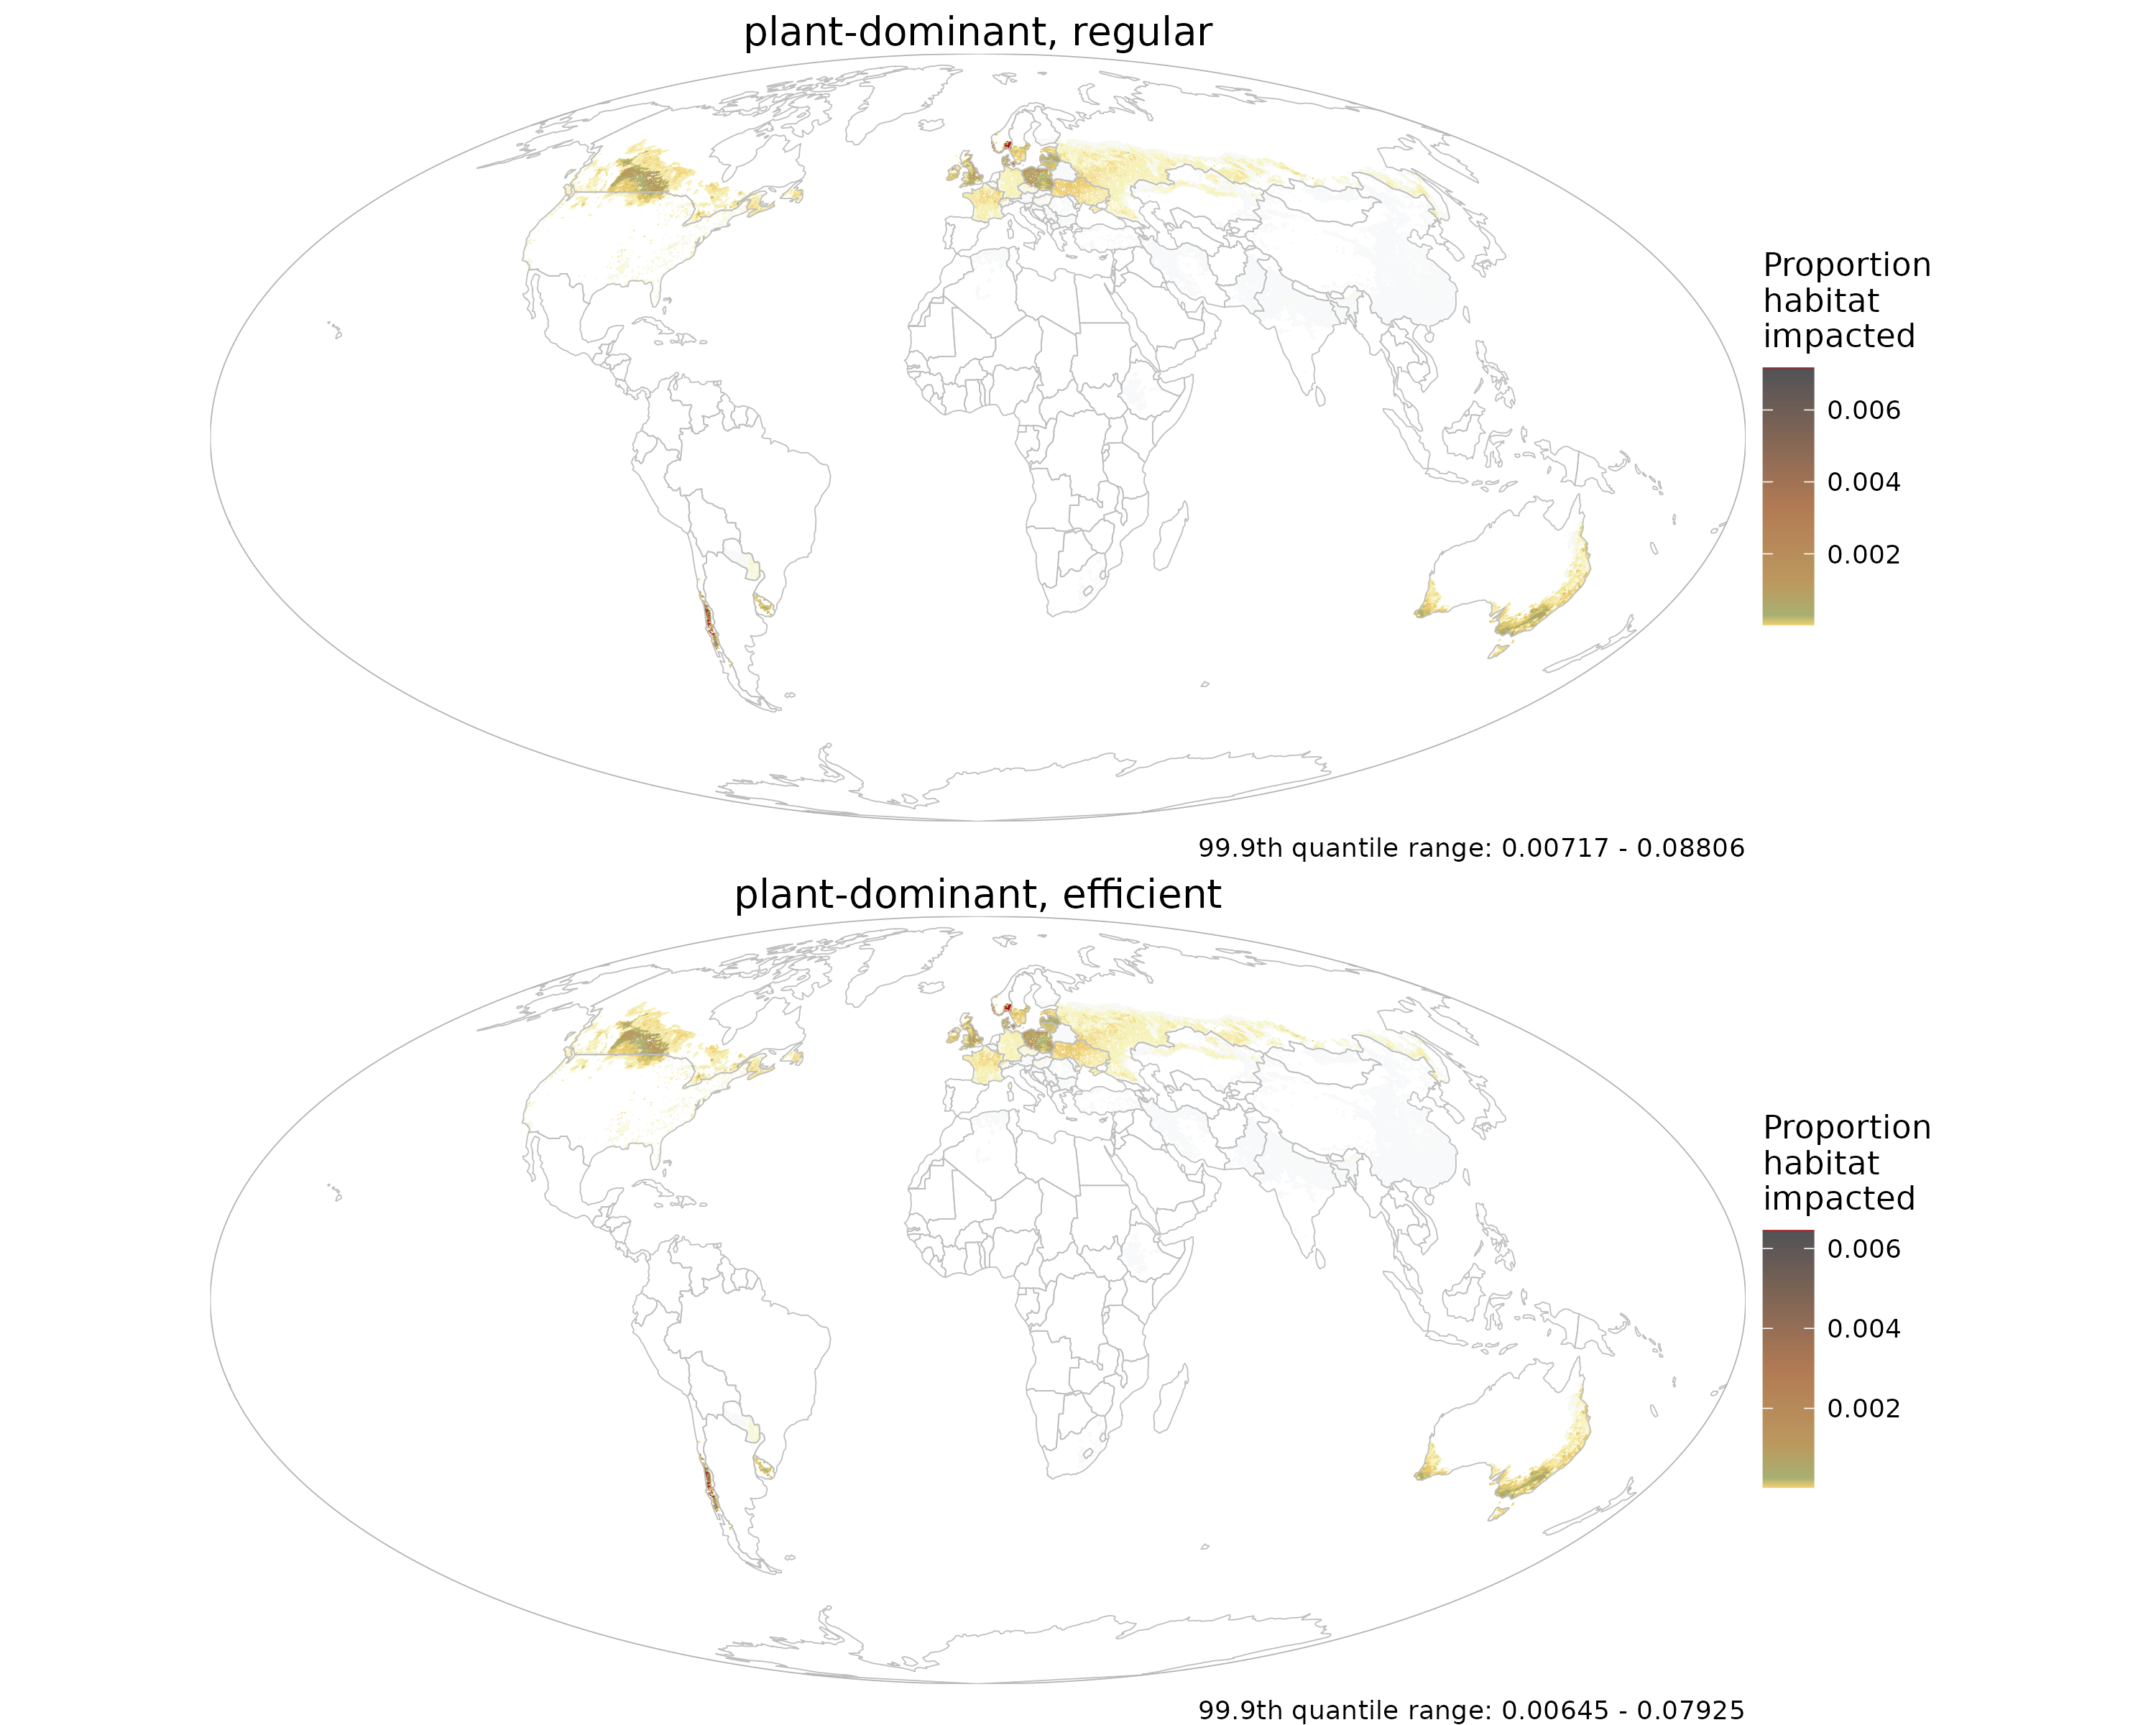 plant-dominant, regular
Proportion
habitat
impacted
0.006
0.004
0.002
99.9th quantile range: 0.00717 - 0.08806
plant-dominant, efficient
Proportion
habitat
impacted
0.006
0.004
0.002
99.9th quantile range: 0.00645 - 0.07925